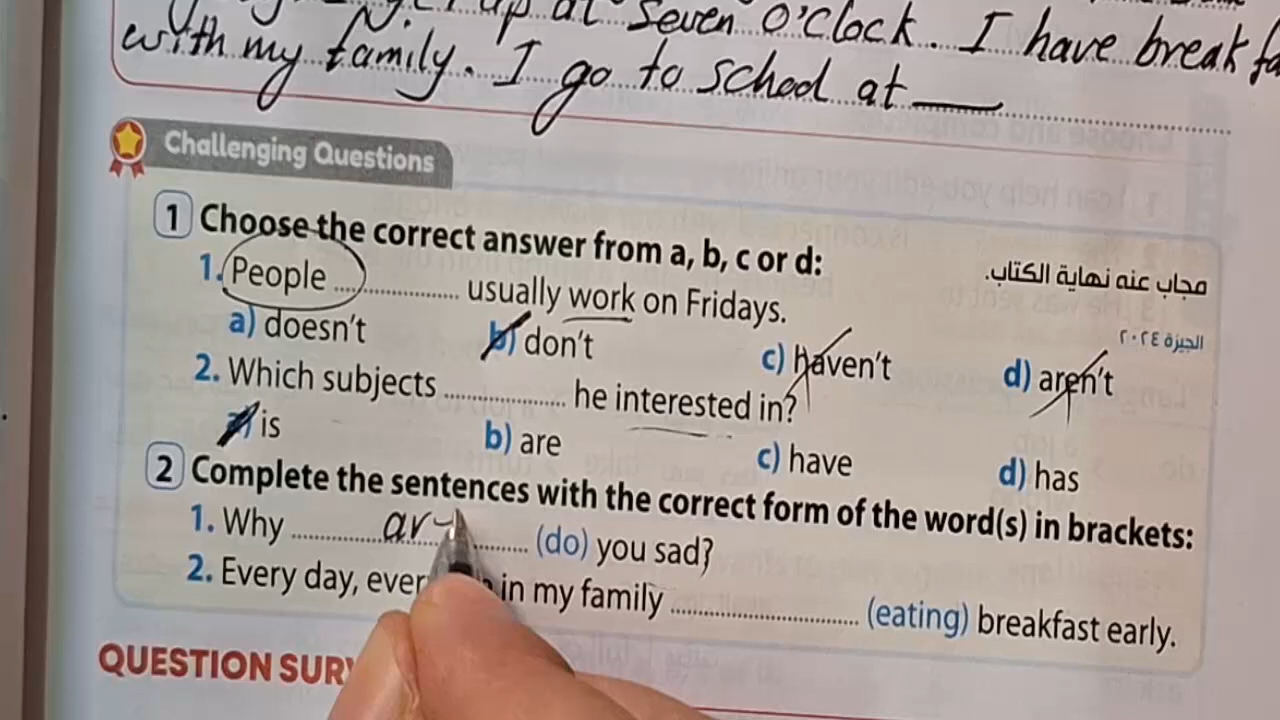 up at seven O'Clock. I have break fa
with my family. I go to school at
Challenging Questions
1 Choose the correct answer from a, b, c or d:
مجاب عنه نهاية الكتاب.
1. People .................... usually work on Fridays.
الجيزة ٢٠٢٤
a) doesn't b) don't c) haven't d) aren't
2. Which subjects .................... he interested in?
a) is b) are c) have d) has
2 Complete the sentences with the correct form of the word(s) in brackets:
1. Why ........ ar ........ (do) you sad?
2. Every day, ever in my family .................... (eating) breakfast early.
QUESTION SUR